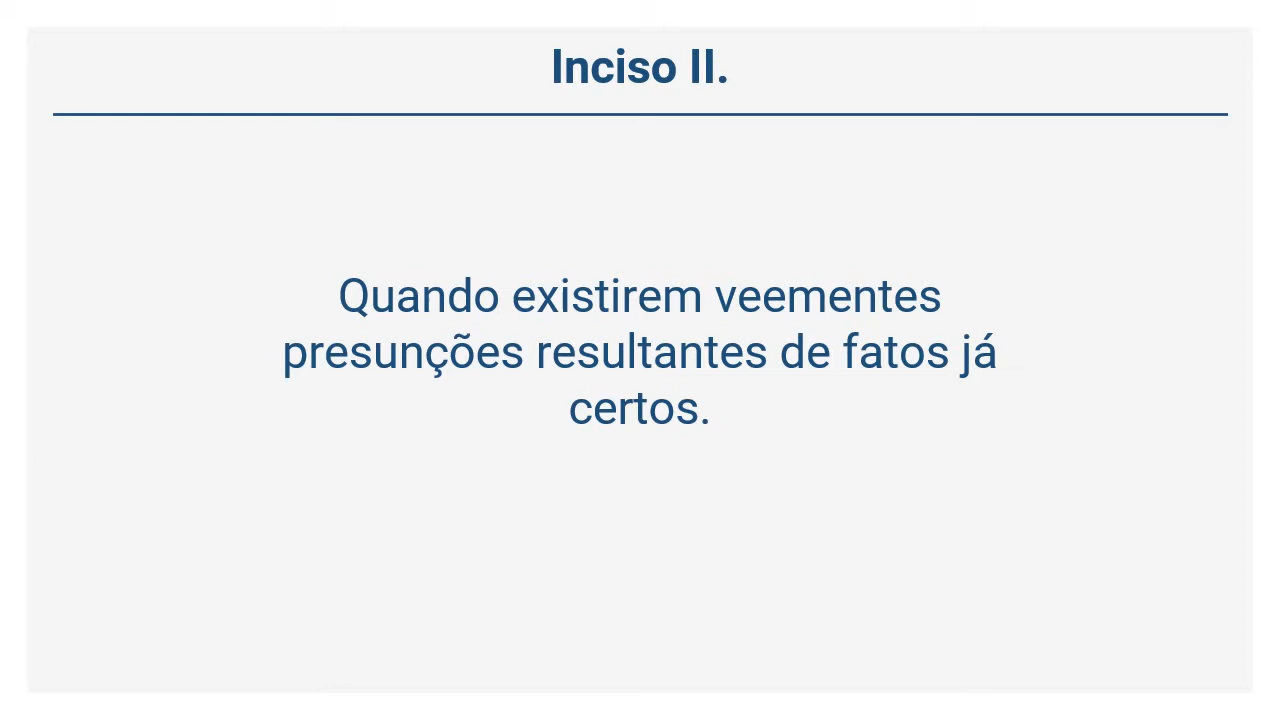 Inciso II.
Quando existirem veementes
presunções resultantes de fatos já
certos.